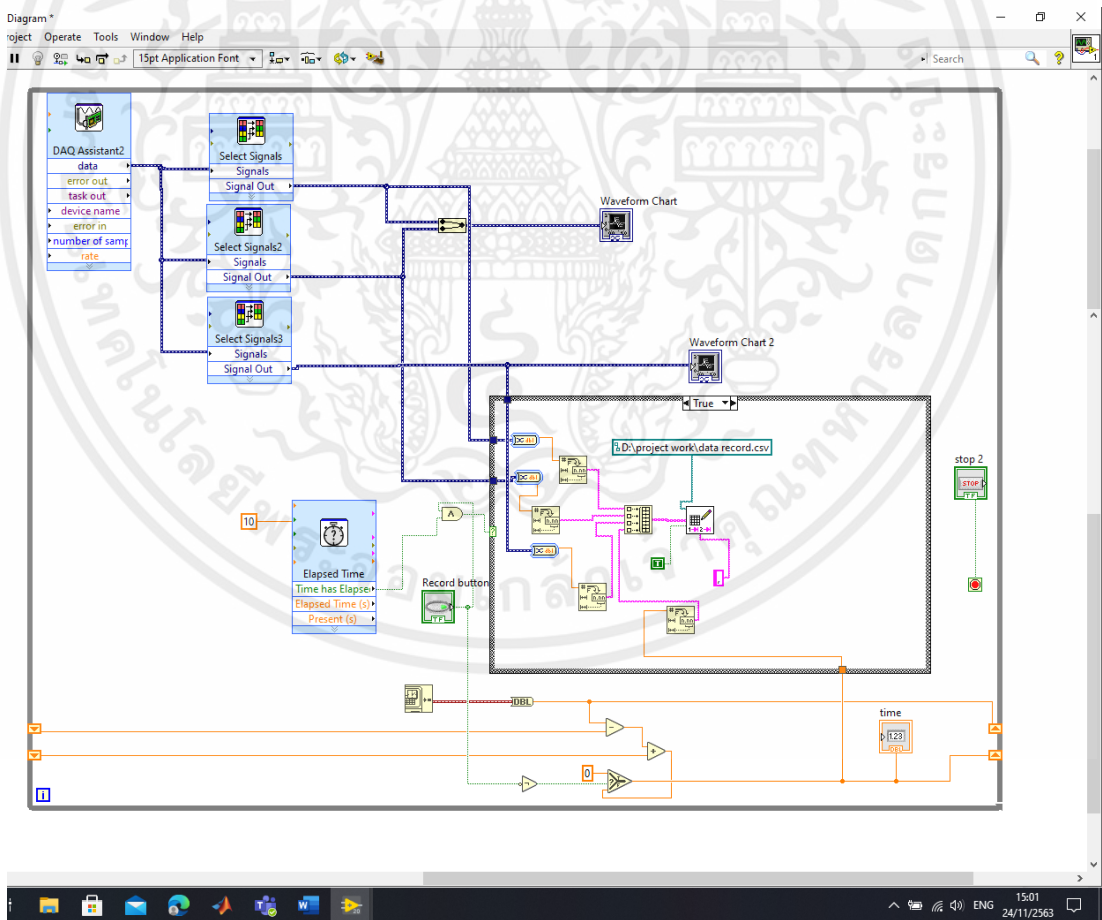 Diagram *
roject Operate Tools Window Help
15pt Application Font
Search
DAQ Assistant2
data
error out
task out
device name
error in
number of samp
rate
Select Signals
Signals
Signal Out
Select Signals2
Signals
Signal Out
Select Signals3
Signals
Signal Out
Waveform Chart
Waveform Chart 2
True
D:\project work\data record.csv
stop 2
STOP
TF
10
Elapsed Time
Time has Elapse
Elapsed Time (s)
Present (s)
Record button
TF
DBL
time
1.23
DBL
0
i
ENG
15:01
24/11/2563